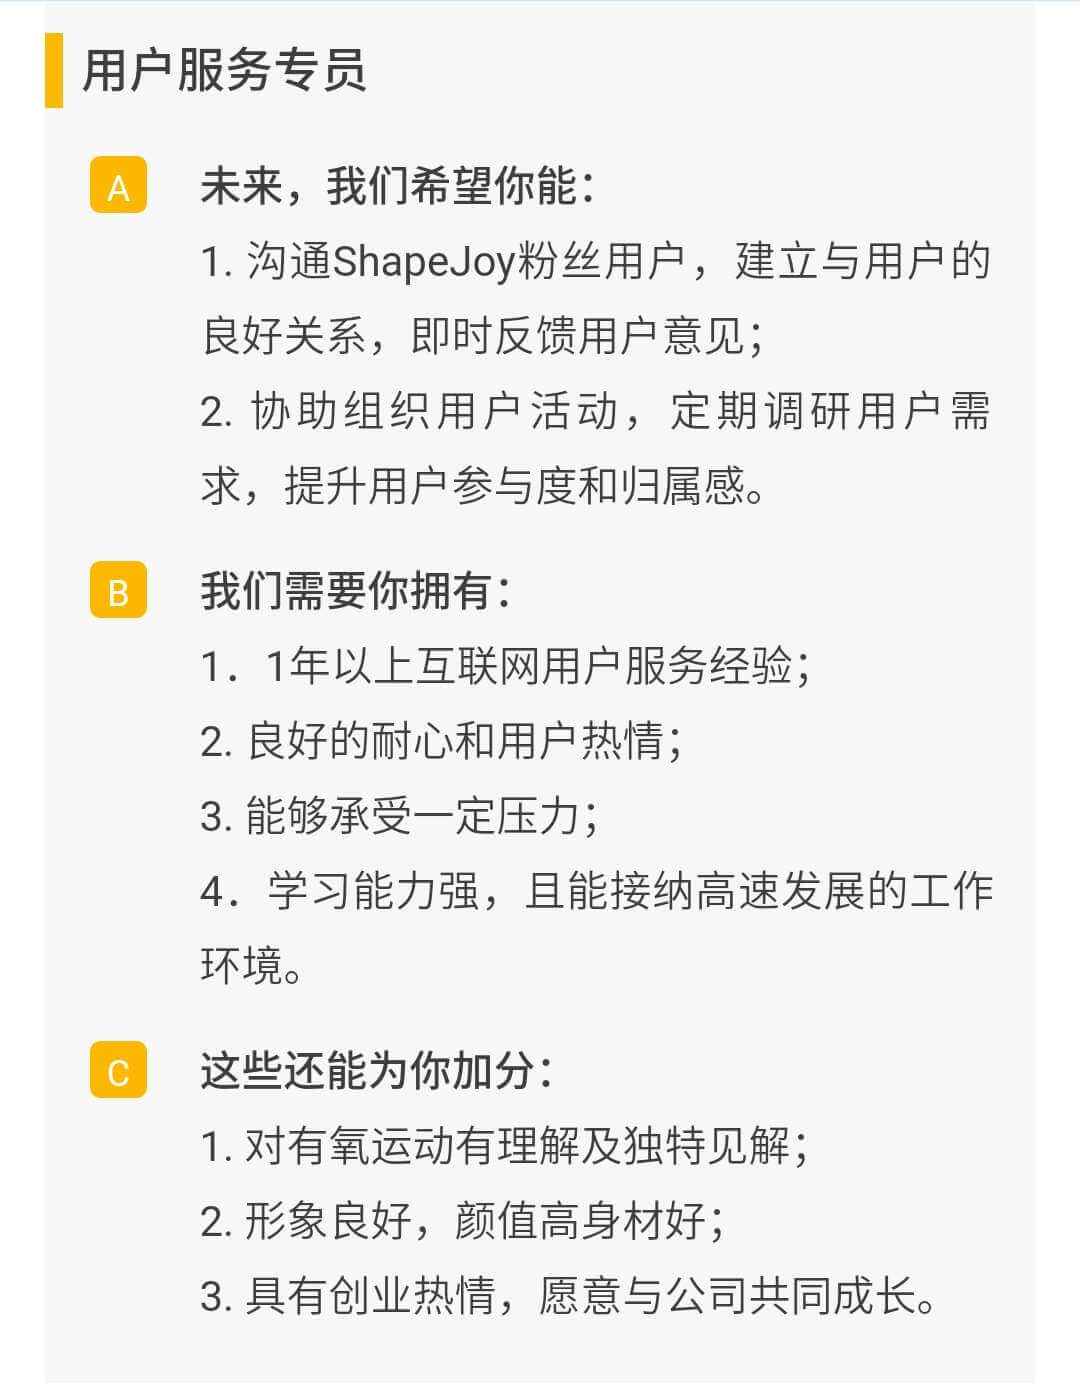 用户服务专员
A
未来，我们希望你能：
1. 沟通ShapeJoy粉丝用户，建立与用户的
良好关系，即时反馈用户意见；
2. 协助组织用户活动，定期调研用户需
求，提升用户参与度和归属感。
B
我们需要你拥有：
1．1年以上互联网用户服务经验；
2. 良好的耐心和用户热情；
3. 能够承受一定压力；
4．学习能力强，且能接纳高速发展的工作
环境。
C
这些还能为你加分：
1. 对有氧运动有理解及独特见解；
2. 形象良好，颜值高身材好；
3. 具有创业热情，愿意与公司共同成长。